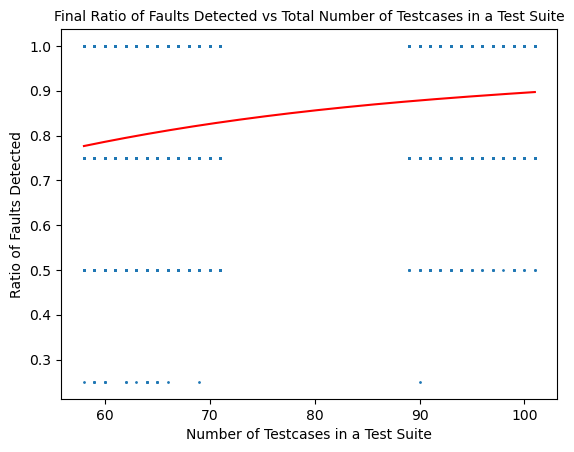 Final Ratio of Faults Detected vs Total Number of Testcases in a Test Suite
1.0
0.9
0.8
0.7
0.6
0.5
0.4
0.3
Ratio of Faults Detected
60 70 80 90 100
Number of Testcases in a Test Suite